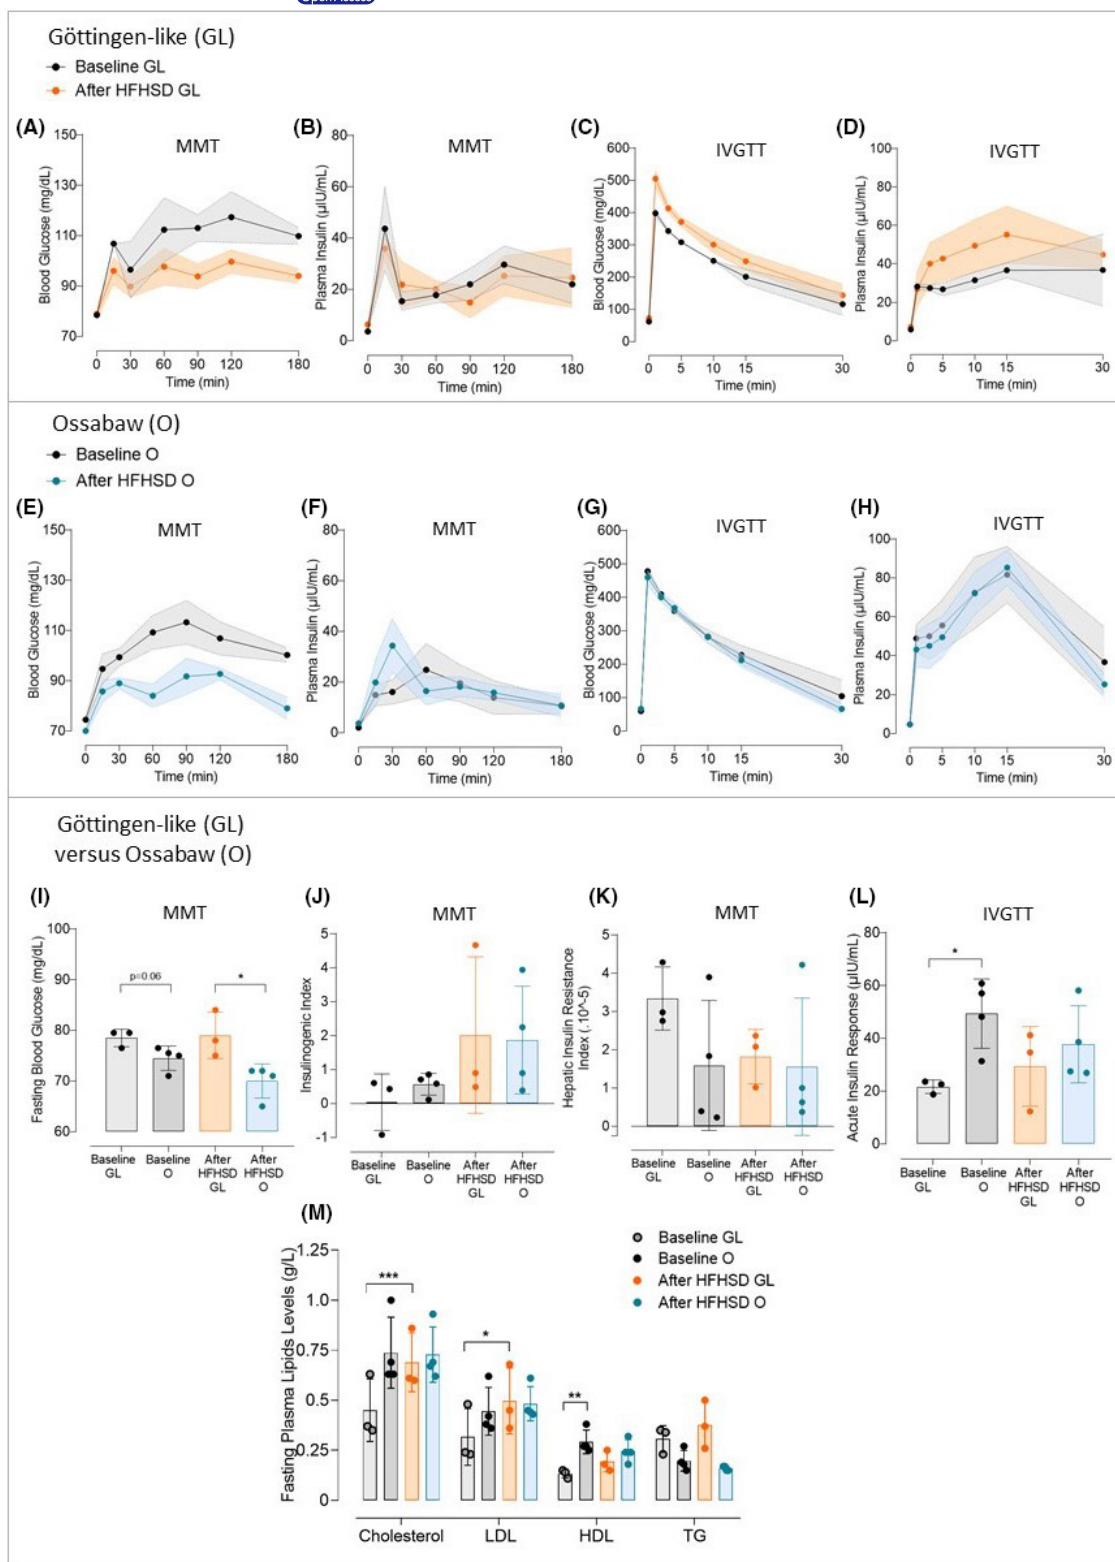 OpenAccess
Göttingen-like (GL)
Baseline GL
After HFHSD GL
(A)
MMT
Blood Glucose (mg/dL)
150
130
110
90
70
0 30 60 90 120 180
Time (min)
(B)
MMT
Plasma Insulin (µIU/mL)
80
60
40
20
0
0 30 60 90 120 180
Time (min)
(C)
IVGTT
Blood Glucose (mg/dL)
600
500
400
300
200
100
0
0 5 10 15 30
Time (min)
(D)
IVGTT
Plasma Insulin (µIU/mL)
100
80
60
40
20
0
0 5 10 15 30
Time (min)
Ossabaw (O)
Baseline O
After HFHSD O
(E)
MMT
Blood Glucose (mg/dL)
150
130
110
90
70
0 30 60 90 120 180
Time (min)
(F)
MMT
Plasma Insulin (µIU/mL)
80
60
40
20
0
0 30 60 90 120 180
Time (min)
(G)
IVGTT
Blood Glucose (mg/dL)
600
500
400
300
200
100
0
0 5 10 15 30
Time (min)
(H)
IVGTT
Plasma Insulin (µIU/mL)
100
80
60
40
20
0
0 5 10 15 30
Time (min)
Göttingen-like (GL)
versus Ossabaw (O)
(I)
MMT
Fasting Blood Glucose (mg/dL)
100
90
80
70
60
p=0.06
*
Baseline GL
Baseline O
After HFHSD GL
After HFHSD O
(J)
MMT
Insulinogenic Index
5
4
3
2
1
0
-1
Baseline GL
Baseline O
After HFHSD GL
After HFHSD O
(K)
MMT
Hepatic Insulin Resistance
Index (.10^-5)
5
4
3
2
1
0
Baseline GL
Baseline O
After HFHSD GL
After HFHSD O
(L)
IVGTT
Acute Insulin Response (µIU/mL)
80
60
40
20
0
*
Baseline GL
Baseline O
After HFHSD GL
After HFHSD O
(M)
Fasting Plasma Lipids Levels (g/L)
1.25
1.0
0.75
0.5
0.25
0
***
*
**
Baseline GL
Baseline O
After HFHSD GL
After HFHSD O
Cholesterol LDL HDL TG